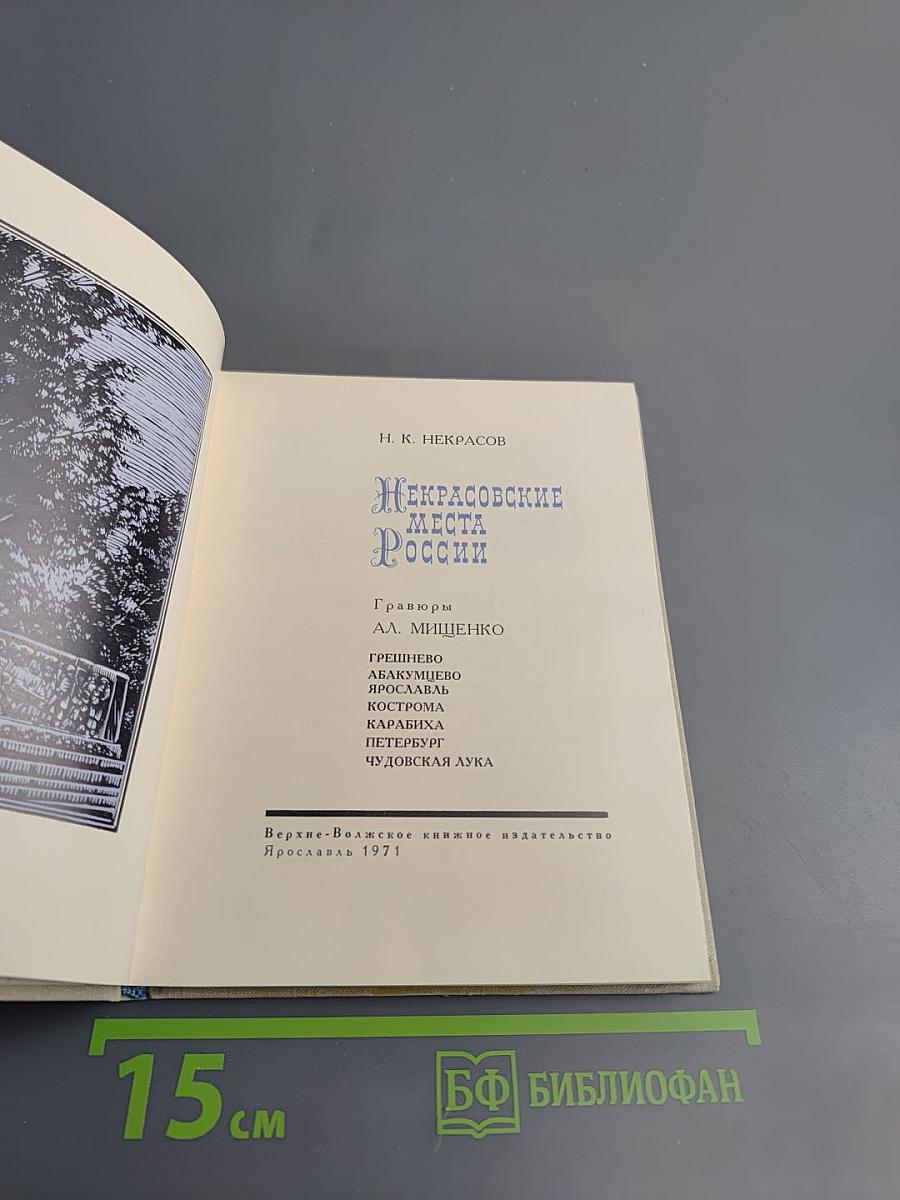 Н. К. НЕКРАСОВ
НЕКРАСОВСКИЕ
МЕСТА
РОССИИ
Гравюры
АЛ. МИЩЕНКО
ГРЕШНЕВО
АБАКУМЦЕВО
ЯРОСЛАВЛЬ
КОСТРОМА
КАРАБИХА
ПЕТЕРБУРГ
ЧУДОВСКАЯ ЛУКА
Верхне-Волжское книжное издательство
Ярославль 1971
15 см
БФ БИБЛИОФАН